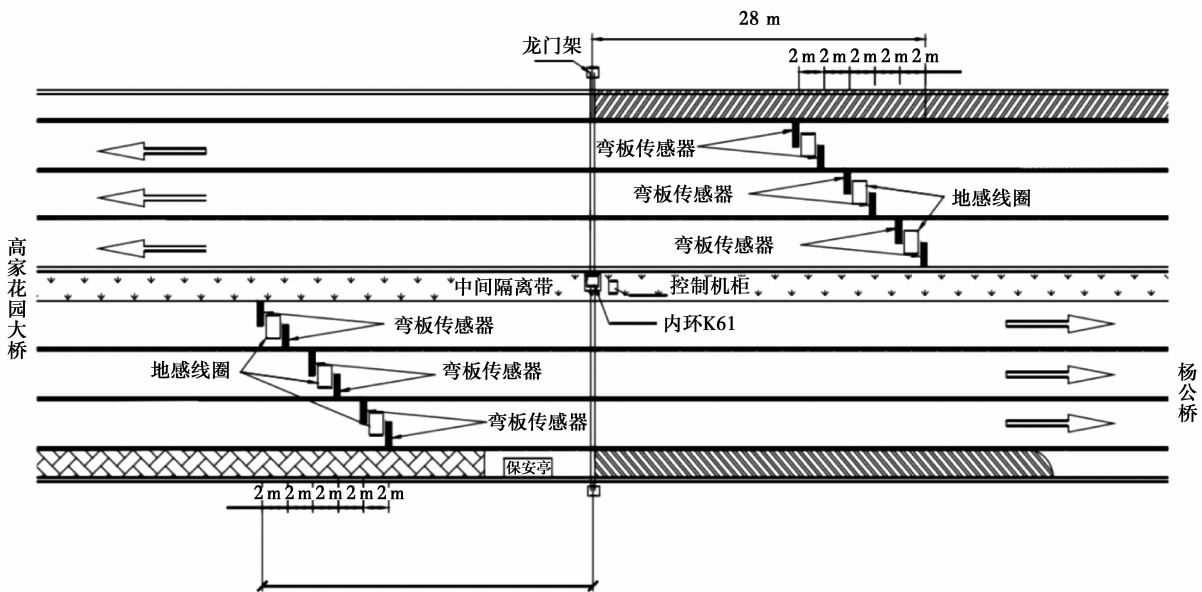 28 m
龙门架
2 m 2 m 2 m 2 m 2 m
弯板传感器
弯板传感器
地感线圈
弯板传感器
高家花园大桥
中间隔离带
控制机柜
内环K61
弯板传感器
地感线圈
弯板传感器
杨公桥
弯板传感器
保安亭
2 m 2 m 2 m 2 m 2 m